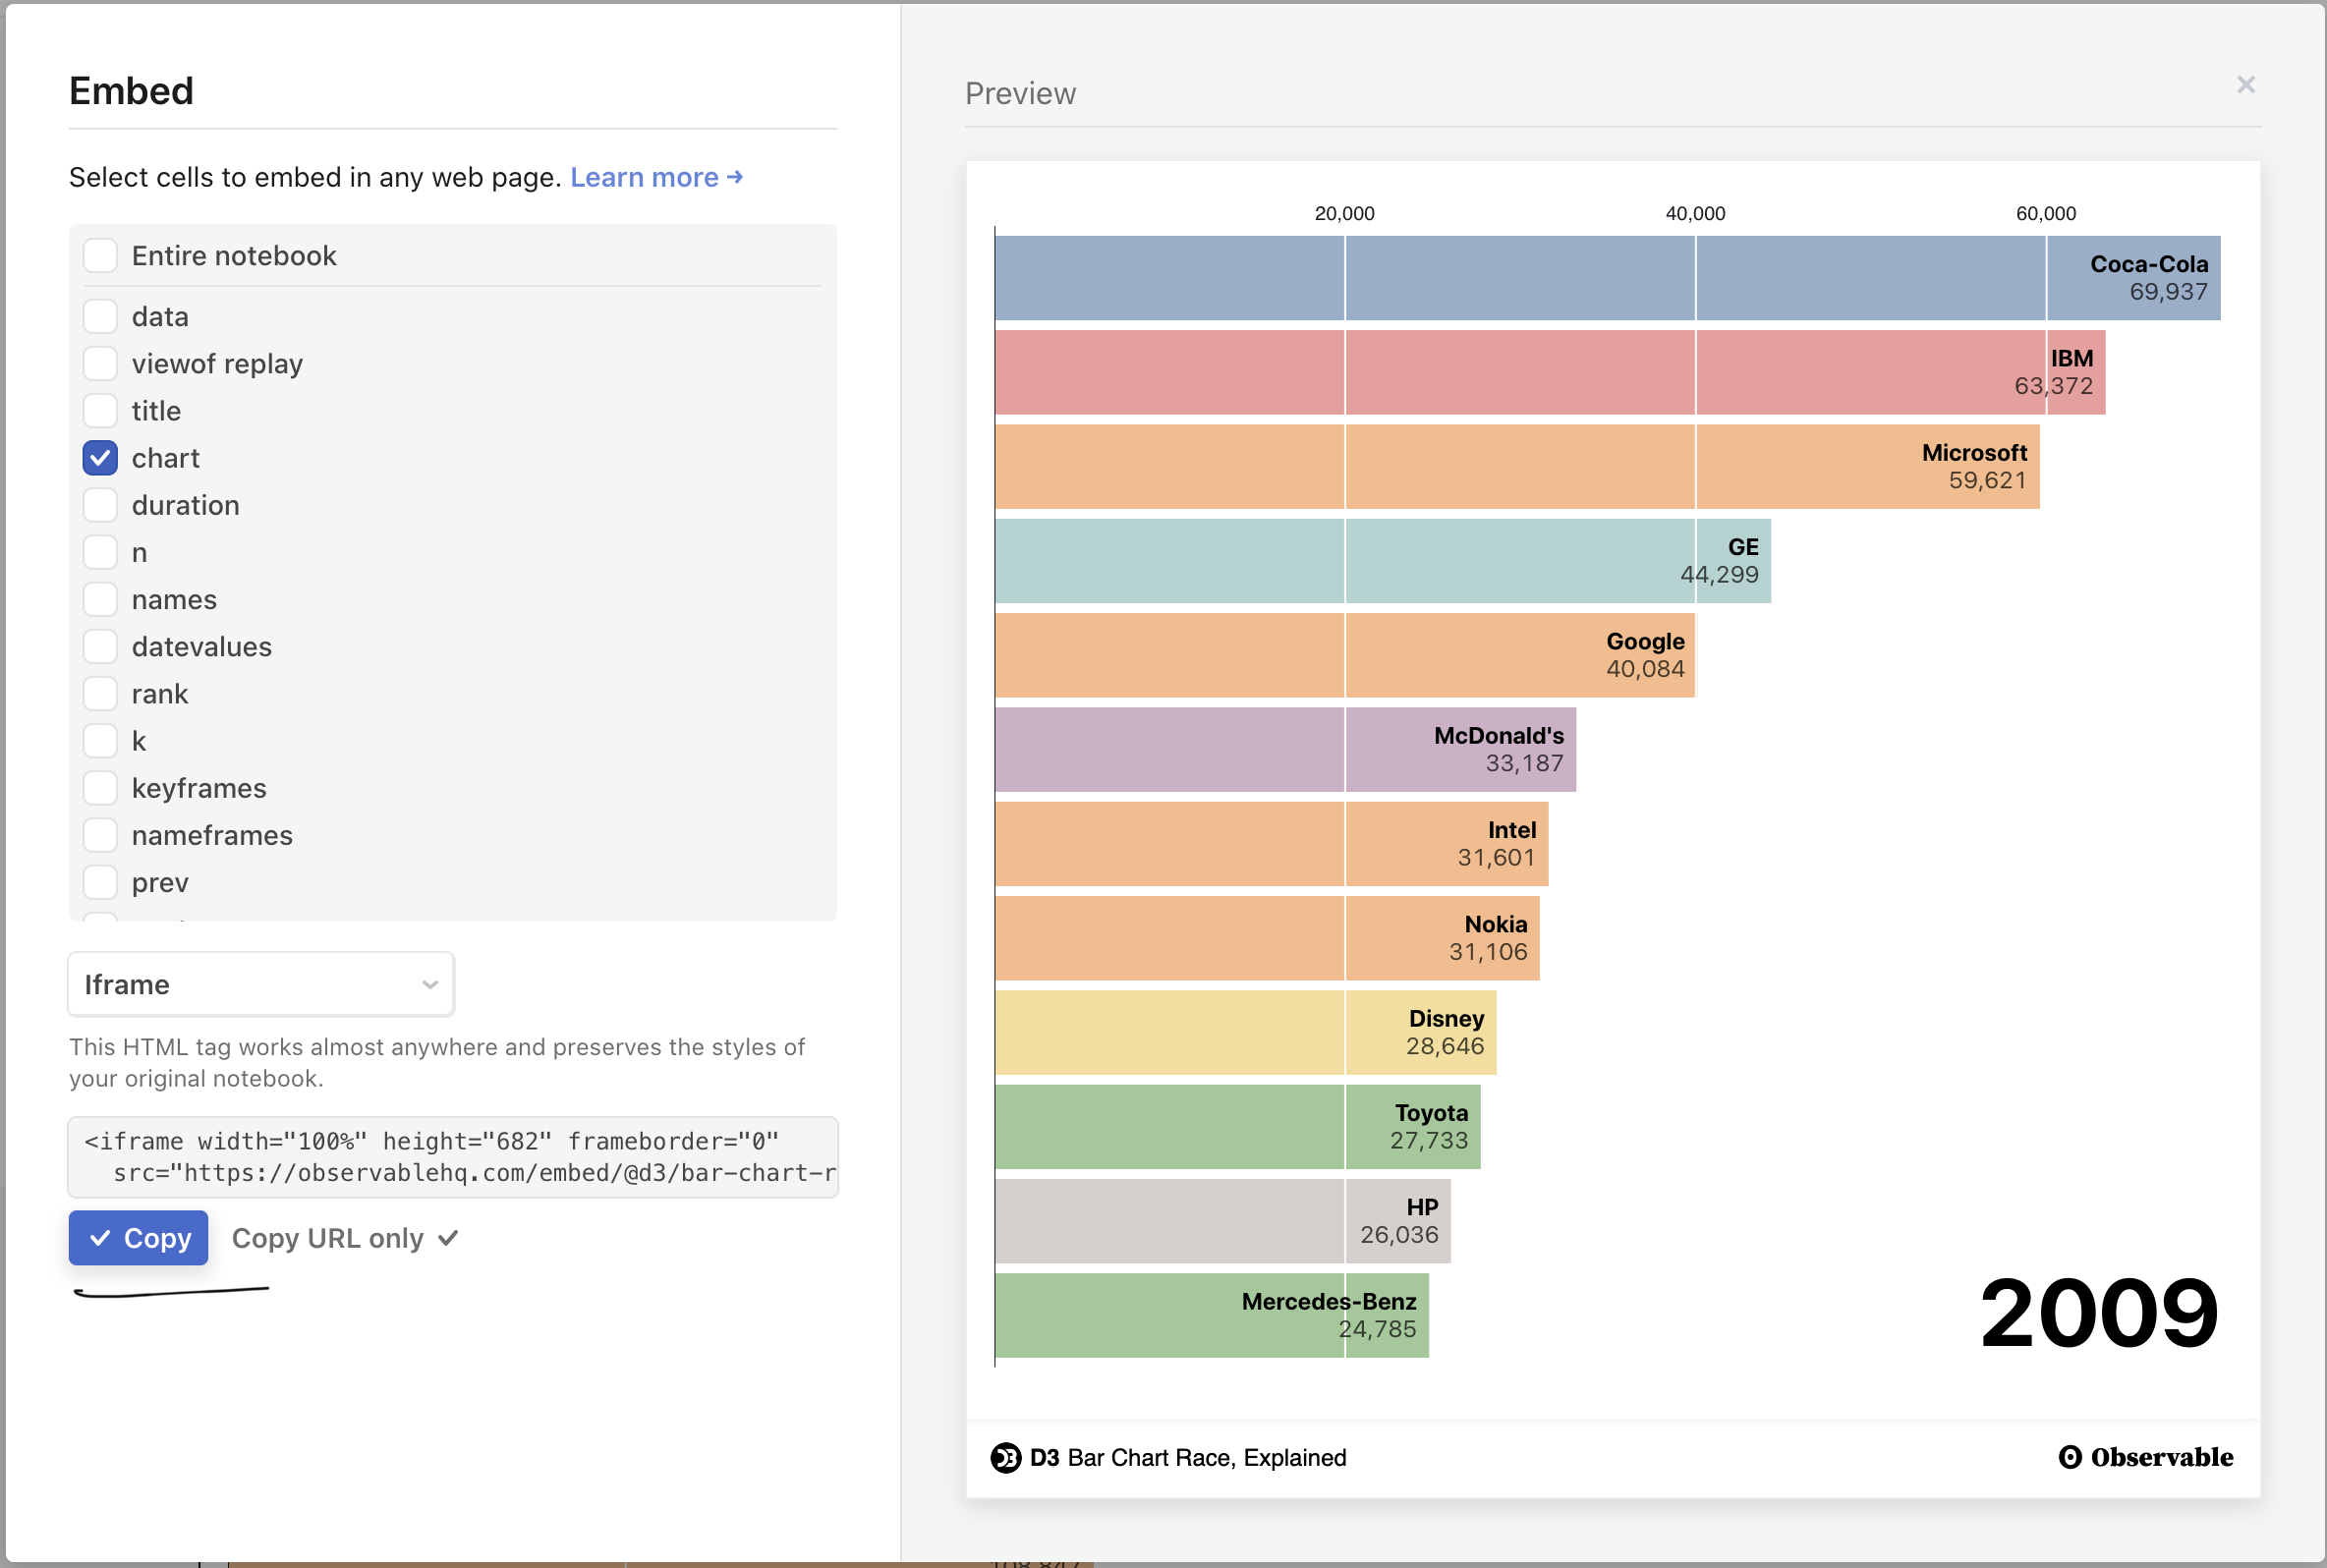 Embed
Select cells to embed in any web page. Learn more →
Entire notebook
data
viewof replay
title
chart
duration
n
names
datevalues
rank
k
keyframes
nameframes
prev
Iframe
This HTML tag works almost anywhere and preserves the styles of
your original notebook.
<iframe width="100%" height="682" frameborder="0"
src="https://observablehq.com/embed/@d3/bar-chart-r
Copy
Copy URL only
Preview
20,000 40,000 60,000
Coca-Cola
69,937
IBM
63,372
Microsoft
59,621
GE
44,299
Google
40,084
McDonald's
33,187
Intel
31,601
Nokia
31,106
Disney
28,646
Toyota
27,733
HP
26,036
Mercedes-Benz
24,785
2009
D3 D3 Bar Chart Race, Explained
Observable